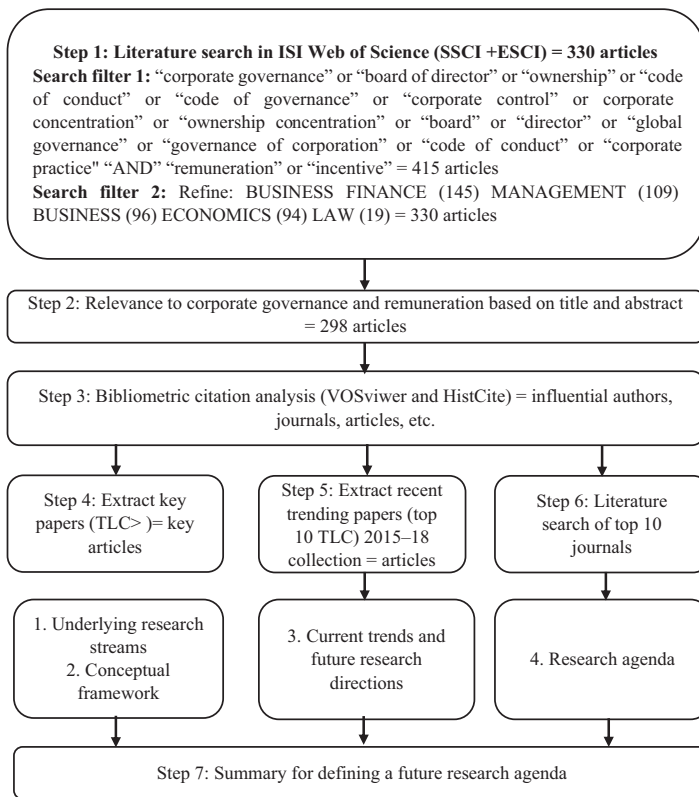 Step 1: Literature search in ISI Web of Science (SSCI +ESCI) = 330 articles
Search filter 1: “corporate governance” or “board of director” or “ownership” or “code
of conduct” or “code of governance” or “corporate control” or corporate
concentration” or “ownership concentration” or “board” or “director” or “global
governance” or “governance of corporation” or “code of conduct” or “corporate
practice" “AND” “remuneration” or “incentive” = 415 articles
Search filter 2: Refine: BUSINESS FINANCE (145) MANAGEMENT (109)
BUSINESS (96) ECONOMICS (94) LAW (19) = 330 articles
Step 2: Relevance to corporate governance and remuneration based on title and abstract
= 298 articles
Step 3: Bibliometric citation analysis (VOSviwer and HistCite) = influential authors,
journals, articles, etc.
Step 4: Extract key
papers (TLC> )= key
articles
Step 5: Extract recent
trending papers (top
10 TLC) 2015–18
collection = articles
Step 6: Literature
search of top 10
journals
1. Underlying research
streams
2. Conceptual
framework
3. Current trends and
future research
directions
4. Research agenda
Step 7: Summary for defining a future research agenda